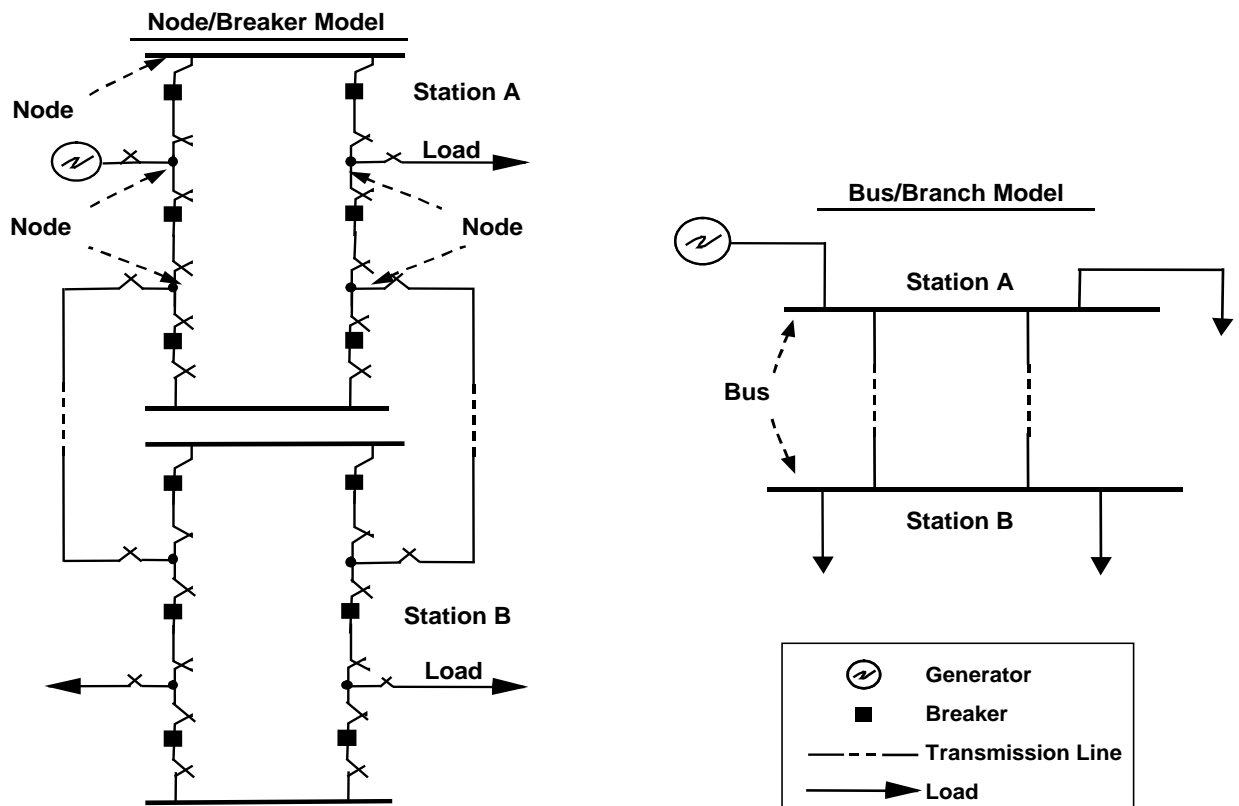 Node/Breaker Model
Station A
Node
Load
Node
Node
Station B
Load
Bus/Branch Model
Station A
Bus
Station B
Generator
Breaker
Transmission Line
Load